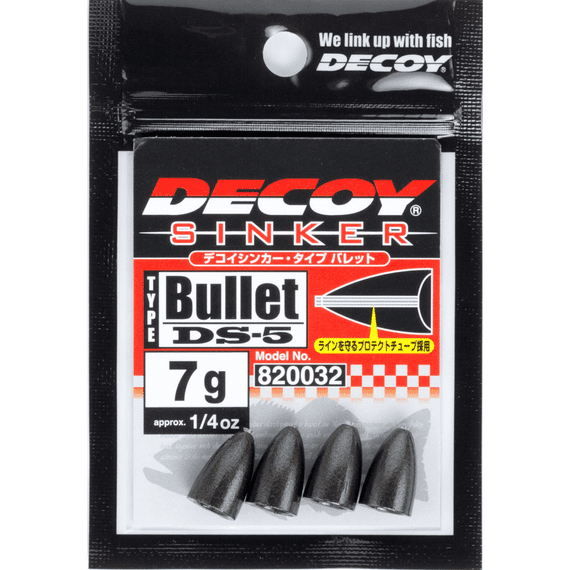 We link up with fish
DECOY®
DECOY®
SINKER
デコイシンカー・タイプ バレット
TYPE
Bullet
DS-5
ラインを守るプロテクトチューブ採用
Model No.
820032
7g
approx. 1/4oz